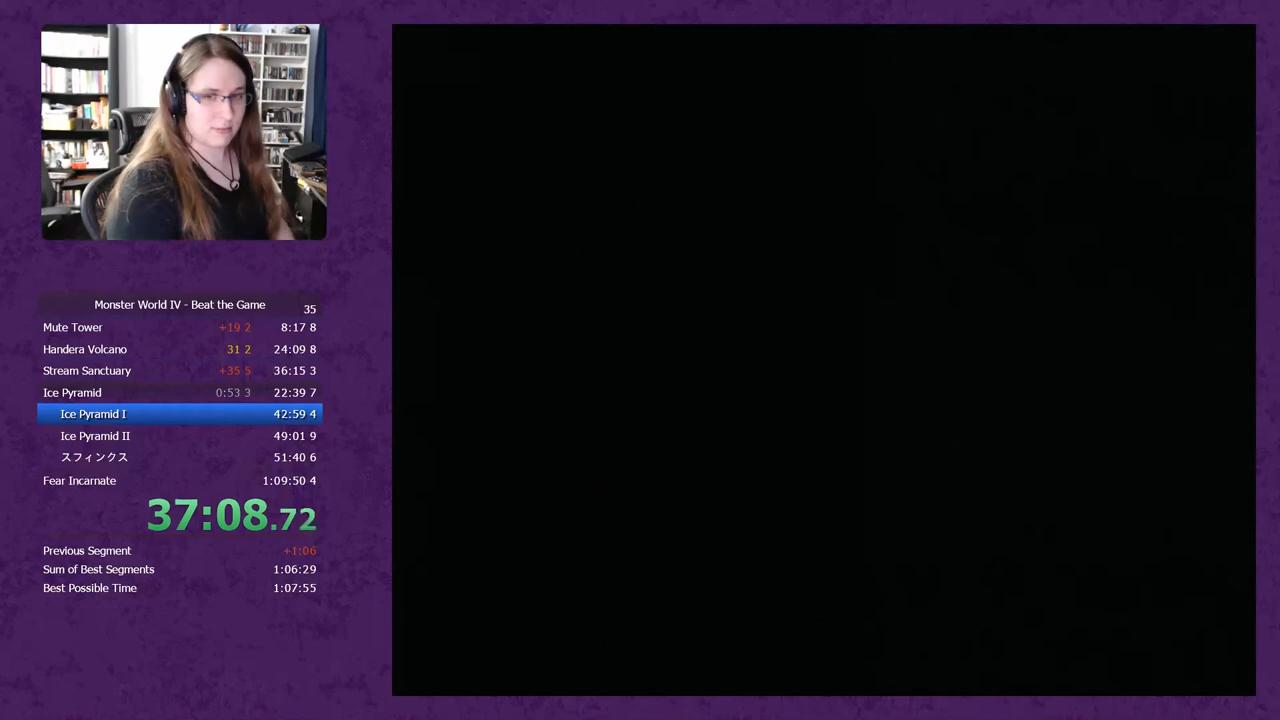 Monster World IV - Beat the Game
35
Mute Tower +19 2 8:17 8
Handera Volcano 31 2 24:09 8
Stream Sanctuary +35 5 36:15 3
Ice Pyramid 0:53 3 22:39 7
Ice Pyramid I 42:59 4
Ice Pyramid II 49:01 9
スフィンクス 51:40 6
Fear Incarnate 1:09:50 4
37:08.72
Previous Segment +1:06
Sum of Best Segments 1:06:29
Best Possible Time 1:07:55